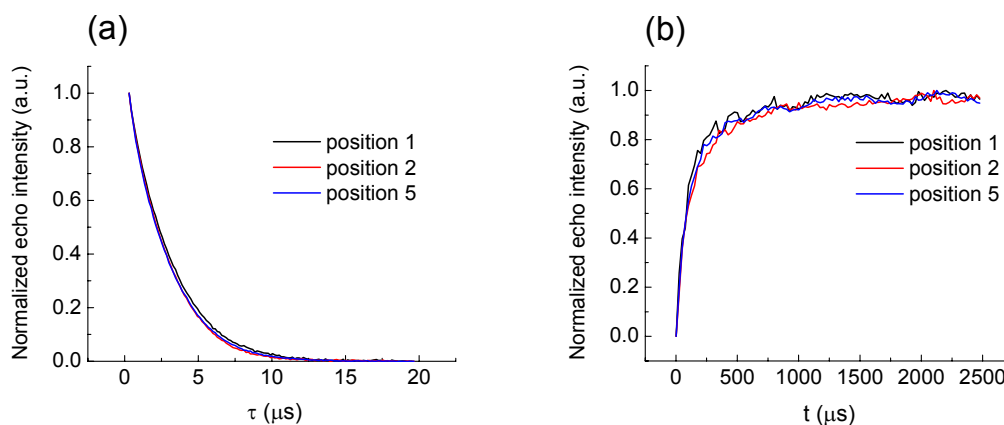 (a)
Normalized echo intensity (a.u.)
1.0
0.8
0.6
0.4
0.2
0.0
position 1
position 2
position 5
0 5 10 15 20
τ (μs)
(b)
Normalized echo intensity (a.u.)
1.0
0.8
0.6
0.4
0.2
0.0
position 1
position 2
position 5
0 500 1000 1500 2000 2500
t (μs)